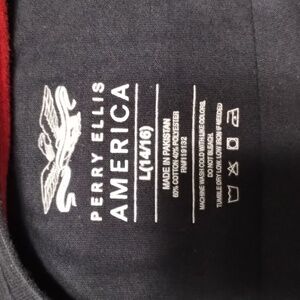 PERRY ELLIS
AMERICA
L(14/16)
MADE IN PAKISTAN
60% COTTON 40% POLYESTER
RN#119132
MACHINE WASH COLD WITH LIKE COLORS.
DO NOT BLEACH.
TUMBLE DRY LOW. LOW IRON IF NEEDED